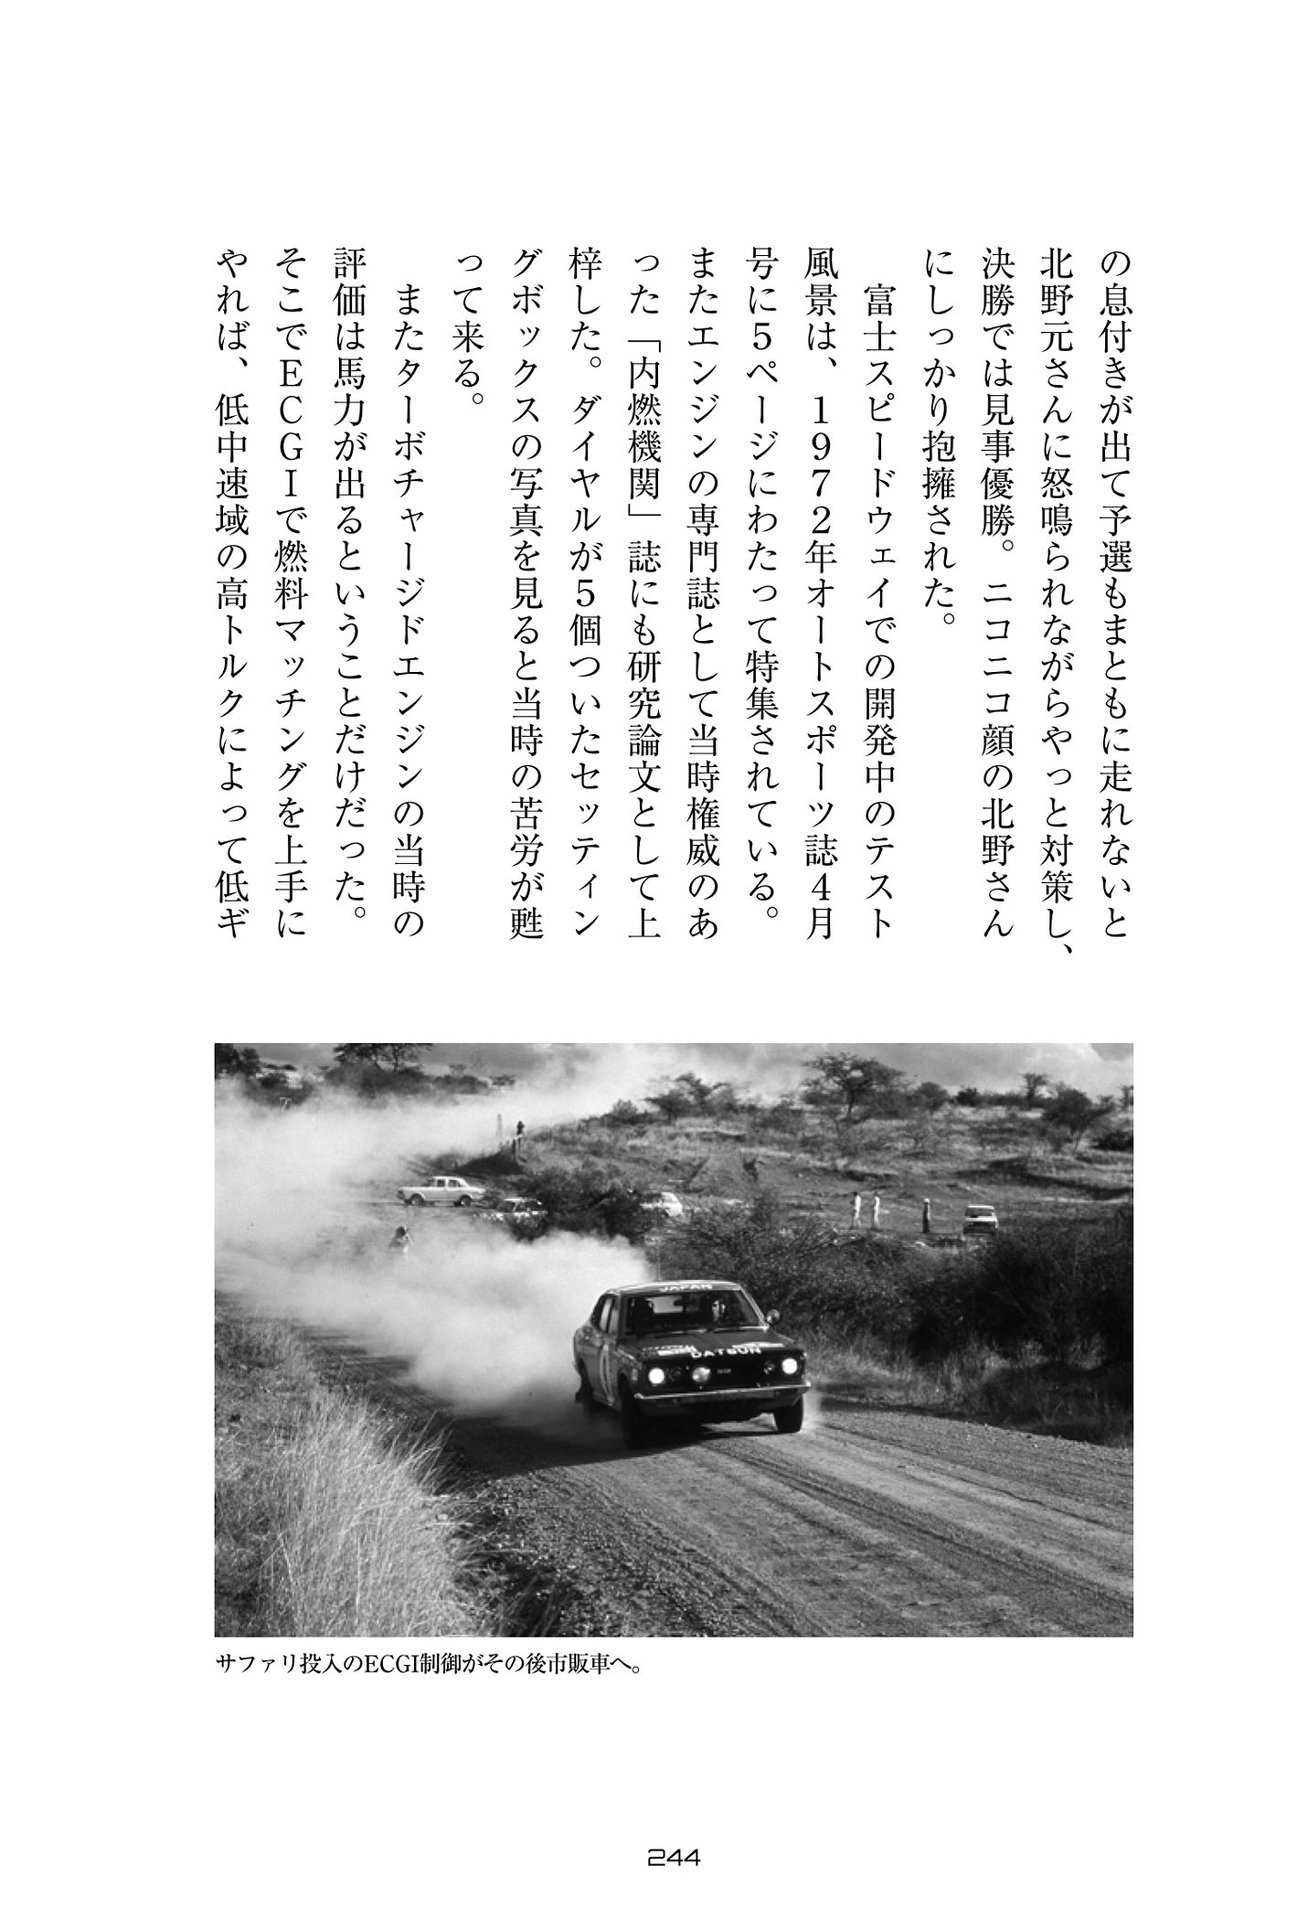 の息付きが出て予選もまともに走れないと
北野元さんに怒鳴られながらやっと対策し、
決勝では見事優勝。ニコニコ顔の北野さん
にしっかり抱擁された。
富士スピードウェイでの開発中のテスト
風景は、1972年オートスポーツ誌4月
号に5ページにわたって特集されている。
またエンジンの専門誌として当時権威のあ
った「内燃機関」誌にも研究論文として上
梓した。ダイヤルが5個ついたセッティン
グボックスの写真を見ると当時の苦労が甦
って来る。
またターボチャージドエンジンの当時の
評価は馬力が出るということだけだった。
そこでECGIで燃料マッチングを上手に
やれば、低中速域の高トルクによって低ギ
JAPAN
DATSUN
サファリ投入のECGI制御がその後市販車へ。
244